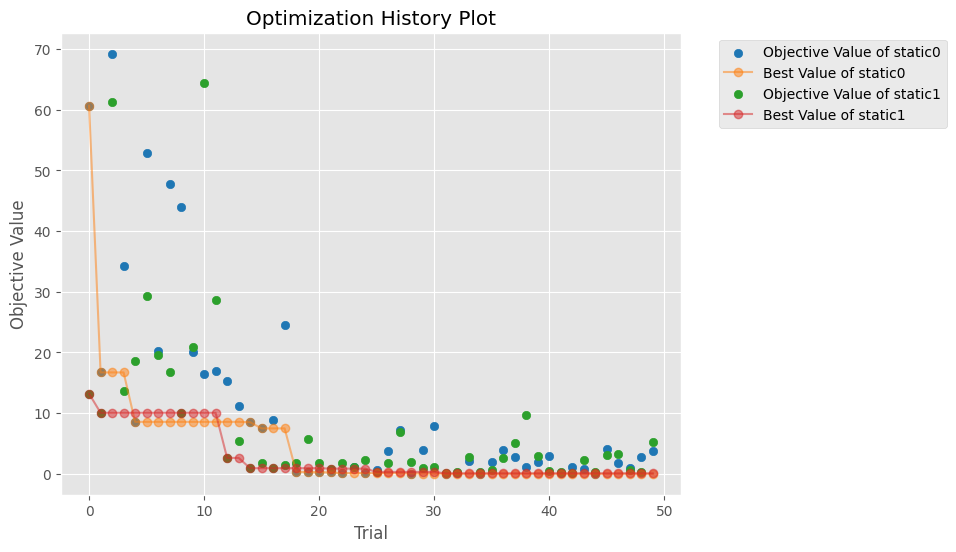 Optimization History Plot
Objective Value of static0
Best Value of static0
Objective Value of static1
Best Value of static1
Objective Value
70
60
50
40
30
20
10
0
0
10
20
30
40
50
Trial